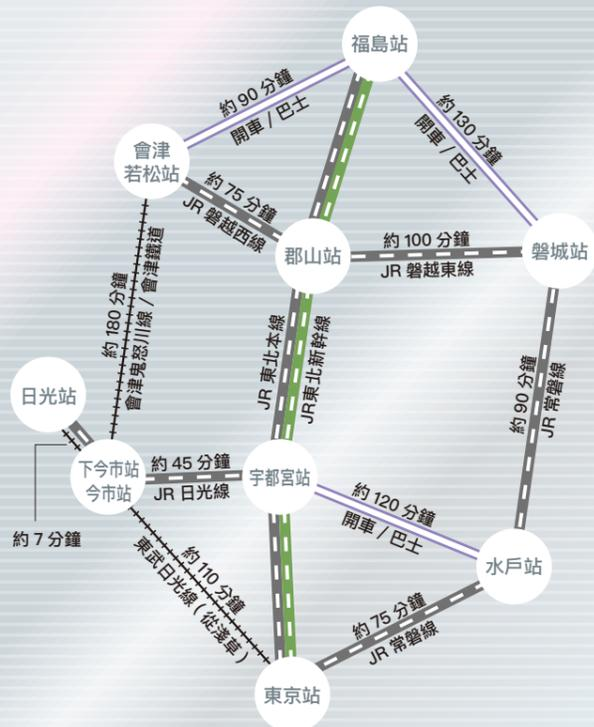 福島站
約 90 分鐘
開車 / 巴士
約 130 分鐘
開車 / 巴士
會津
若松站
約 75 分鐘
JR 磐越西線
郡山站
約 100 分鐘
JR 磐越東線
磐城站
約 180 分鐘
會津鬼怒川線 / 會津鐵道
JR 東北本線
JR東北新幹線
約 90 分鐘
JR 常磐線
日光站
下今市站
今市站
約 45 分鐘
JR 日光線
宇都宮站
約 120 分鐘
開車 / 巴士
約 7 分鐘
水戶站
約 110 分鐘
東武日光線 ( 從淺草 )
約 75 分鐘
JR 常磐線
東京站